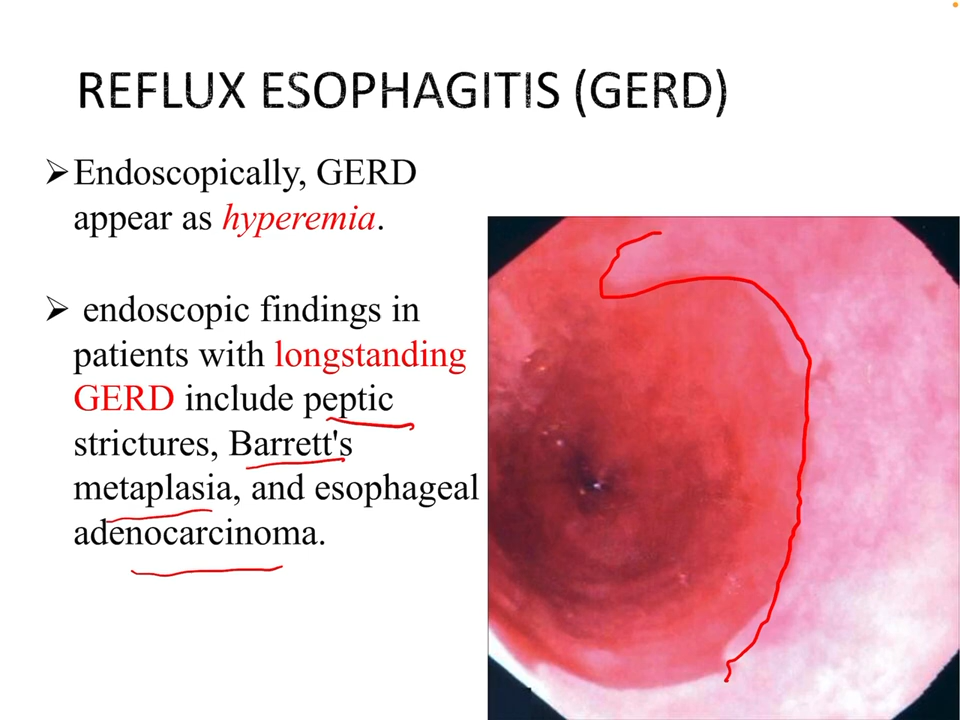 REFLUX ESOPHAGITIS (GERD)
➢Endoscopically, GERD
appear as hyperemia.
➢ endoscopic findings in
patients with longstanding
GERD include peptic
strictures, Barrett's
metaplasia, and esophageal
adenocarcinoma.